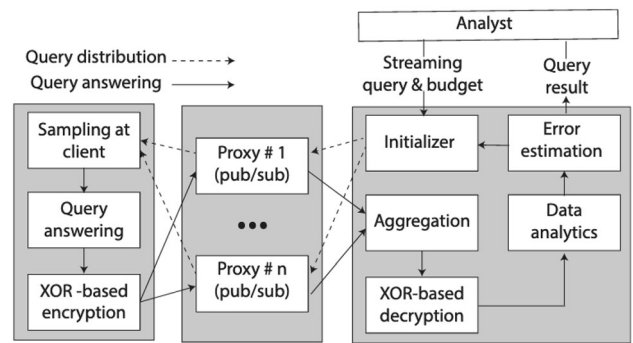 Analyst
Query distribution
Query answering
Streaming
query & budget
Query
result
Sampling at
client
Query
answering
XOR -based
encryption
Proxy # 1
(pub/sub)
•••
Proxy # n
(pub/sub)
Initializer
Error
estimation
Aggregation
Data
analytics
XOR-based
decryption